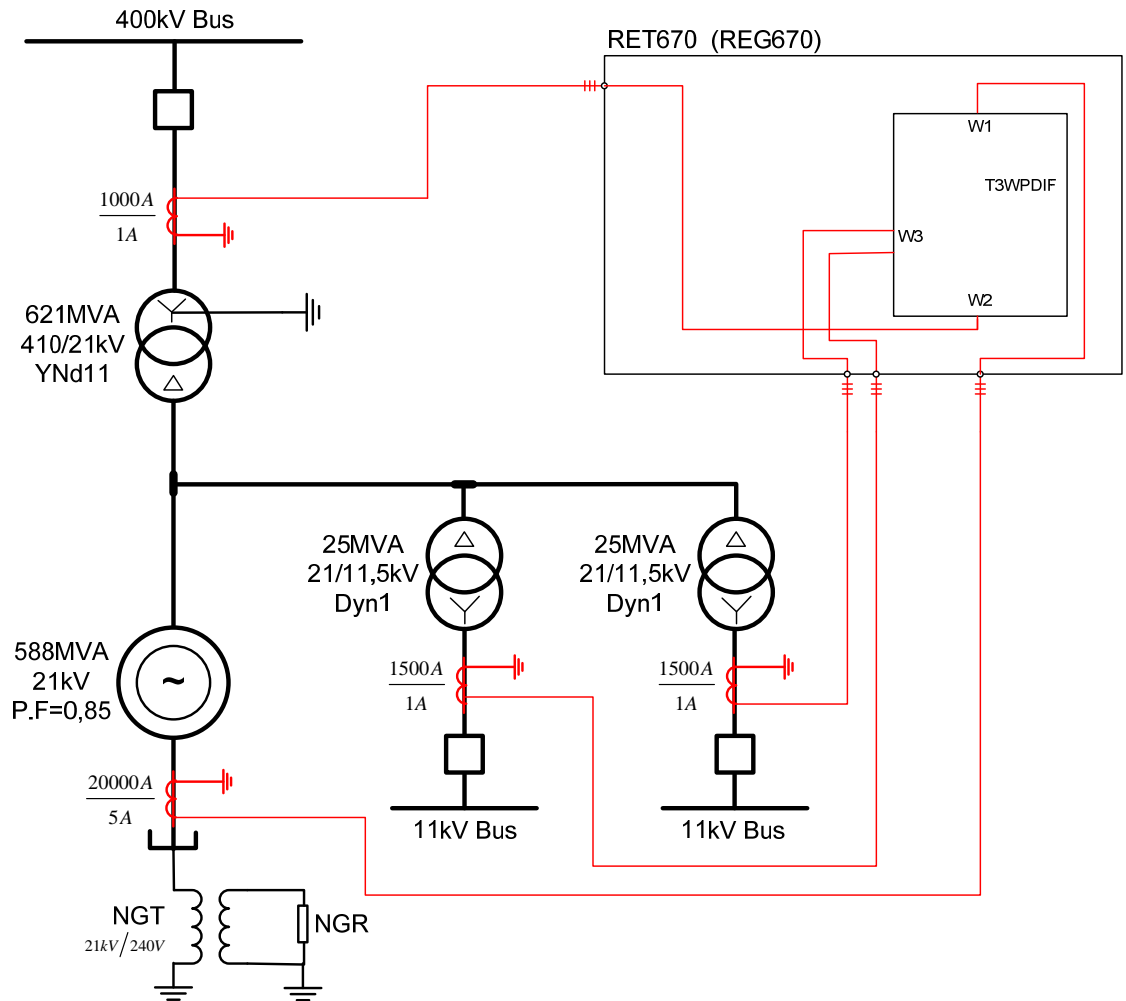 400kV Bus
RET670 (REG670)
W1
T3WPDIF
W3
W2
1000A
1A
621MVA
410/21kV
YNd11
25MVA
21/11,5kV
Dyn1
25MVA
21/11,5kV
Dyn1
588MVA
21kV
P.F=0,85
~
1500A
1A
1500A
1A
20000A
5A
11kV Bus
11kV Bus
NGT
21kV/240V
NGR